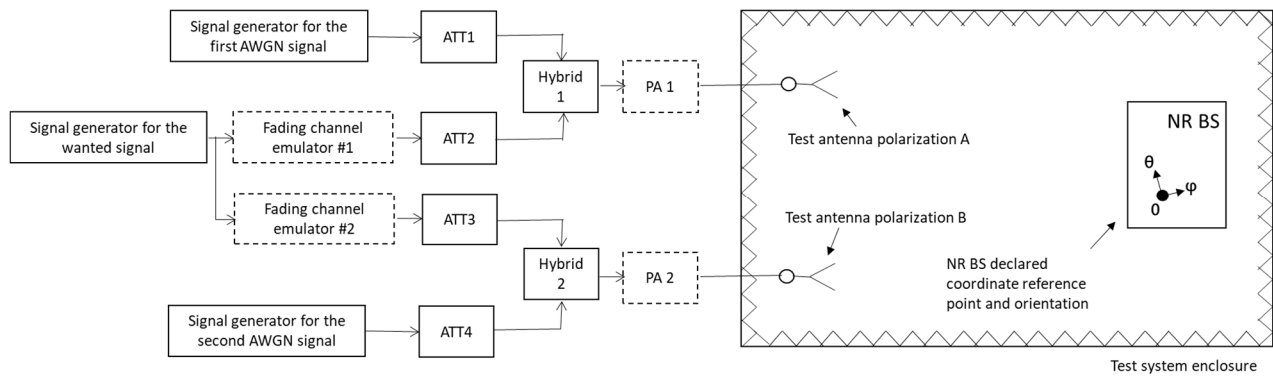 Signal generator for
the first AWGN signal
ATT1
Hybrid
1
PA 1
Signal generator for the
wanted signal
Fading channel
emulator #1
ATT2
Fading channel
emulator #2
ATT3
Hybrid
2
PA 2
Signal generator for the
second AWGN signal
ATT4
Test antenna polarization A
Test antenna polarization B
NR BS
θ
φ
0
NR BS declared
coordinate reference
point and orientation
Test system enclosure